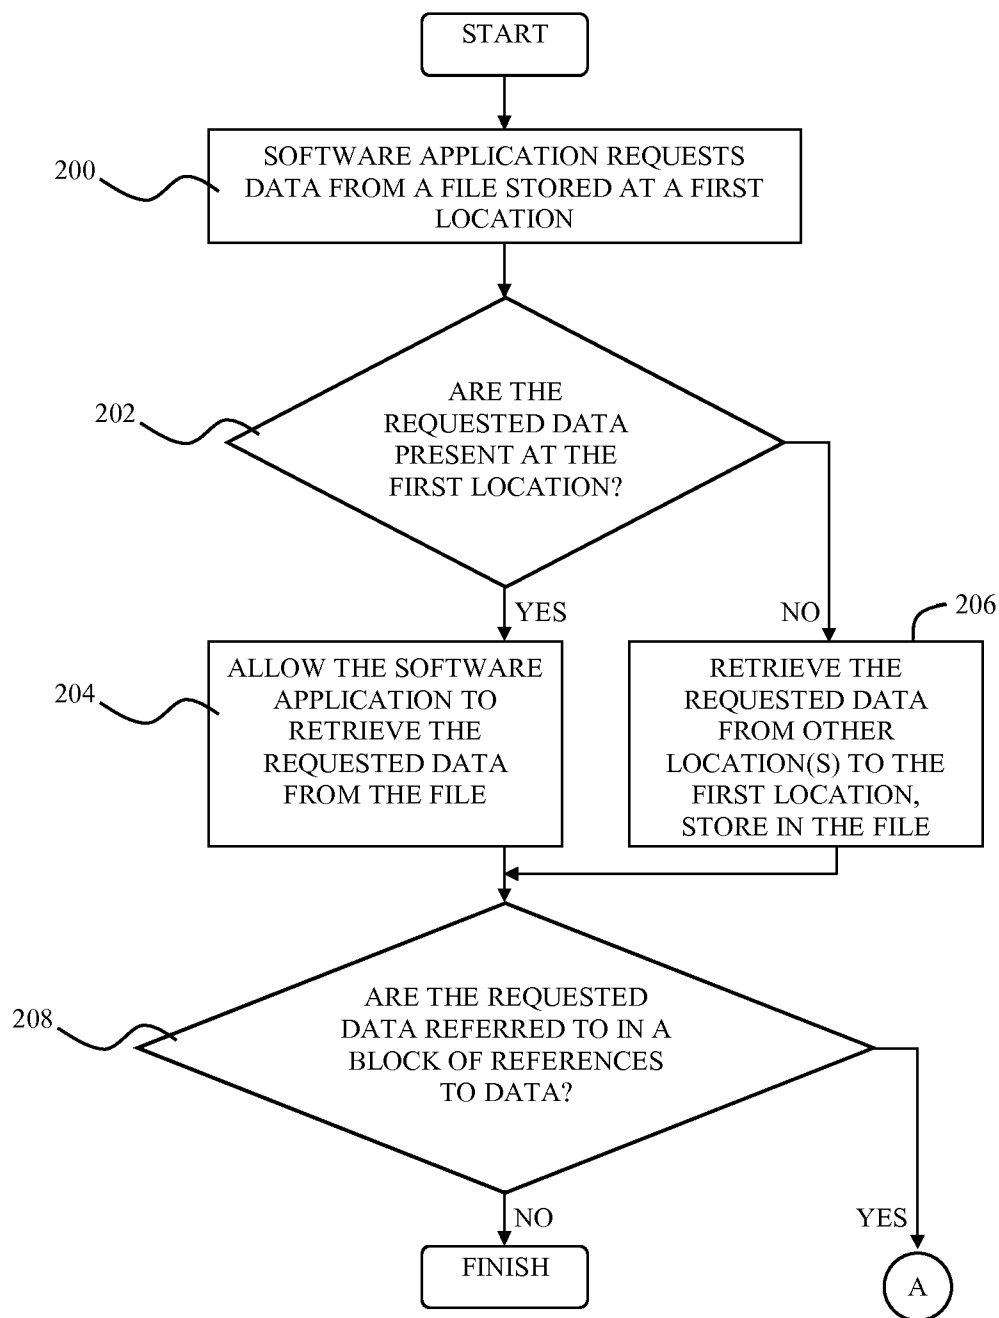 START
200
SOFTWARE APPLICATION REQUESTS
DATA FROM A FILE STORED AT A FIRST
LOCATION
202
ARE THE
REQUESTED DATA
PRESENT AT THE
FIRST LOCATION?
YES
NO
206
204
ALLOW THE SOFTWARE
APPLICATION TO
RETRIEVE THE
REQUESTED DATA
FROM THE FILE
RETRIEVE THE
REQUESTED DATA
FROM OTHER
LOCATION(S) TO THE
FIRST LOCATION,
STORE IN THE FILE
208
ARE THE REQUESTED
DATA REFERRED TO IN A
BLOCK OF REFERENCES
TO DATA?
NO
YES
FINISH
A